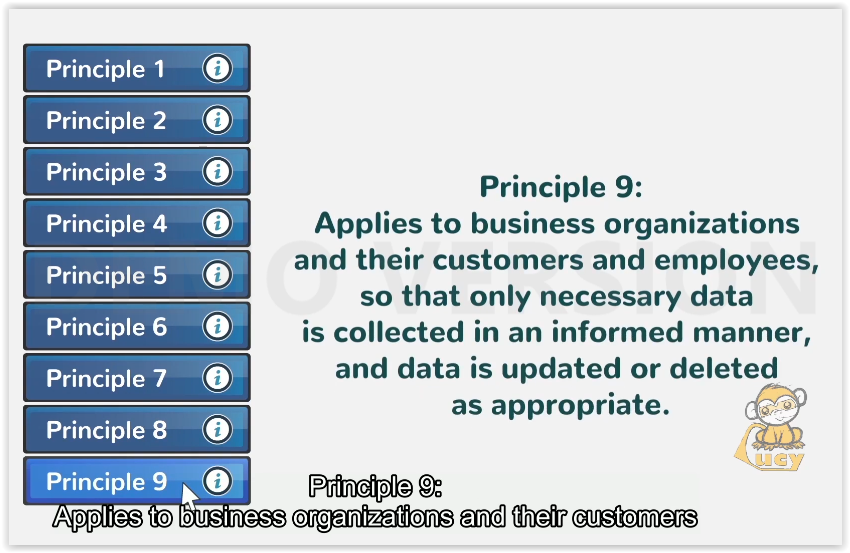 Principle 1
Principle 2
Principle 3
Principle 4
Principle 5
Principle 6
Principle 7
Principle 8
Principle 9
Principle 9:
Applies to business organizations
and their customers and employees,
so that only necessary data
is collected in an informed manner,
and data is updated or deleted
as appropriate.
VERSION
Lucy
Principle 9:
Applies to business organizations and their customers